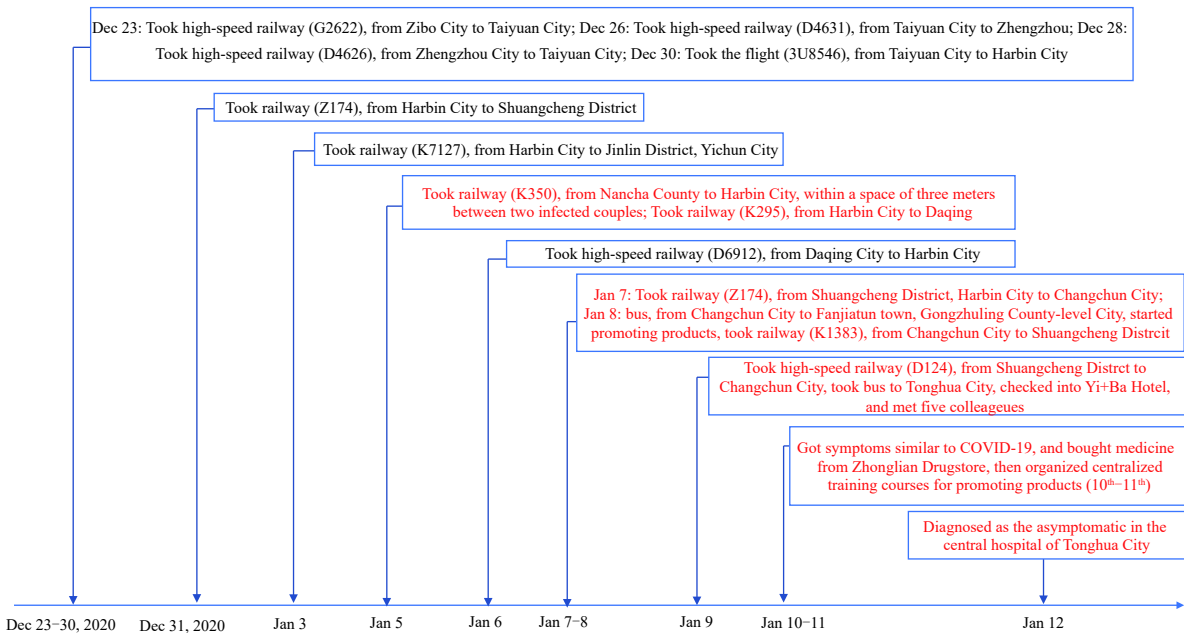 Dec 23: Took high-speed railway (G2622), from Zibo City to Taiyuan City; Dec 26: Took high-speed railway (D4631), from Taiyuan City to Zhengzhou; Dec 28:
Took high-speed railway (D4626), from Zhengzhou City to Taiyuan City; Dec 30: Took the flight (3U8546), from Taiyuan City to Harbin City
Took railway (Z174), from Harbin City to Shuangcheng District
Took railway (K7127), from Harbin City to Jinlin District, Yichun City
Took railway (K350), from Nancha County to Harbin City, within a space of three meters
between two infected couples; Took railway (K295), from Harbin City to Daqing
Took high-speed railway (D6912), from Daqing City to Harbin City
Jan 7: Took railway (Z174), from Shuangcheng District, Harbin City to Changchun City;
Jan 8: bus, from Changchun City to Fanjiatun town, Gongzhuling County-level City, started
promoting products, took railway (K1383), from Changchun City to Shuangcheng Distrcit
Took high-speed railway (D124), from Shuangcheng Distrct to
Changchun City, took bus to Tonghua City, checked into Yi+Ba Hotel,
and met five colleageues
Got symptoms similar to COVID-19, and bought medicine
from Zhonglian Drugstore, then organized centralized
training courses for promoting products (10th−11th)
Diagnosed as the asymptomatic in the
central hospital of Tonghua City
Dec 23−30, 2020
Dec 31, 2020
Jan 3
Jan 5
Jan 6
Jan 7−8
Jan 9
Jan 10−11
Jan 12